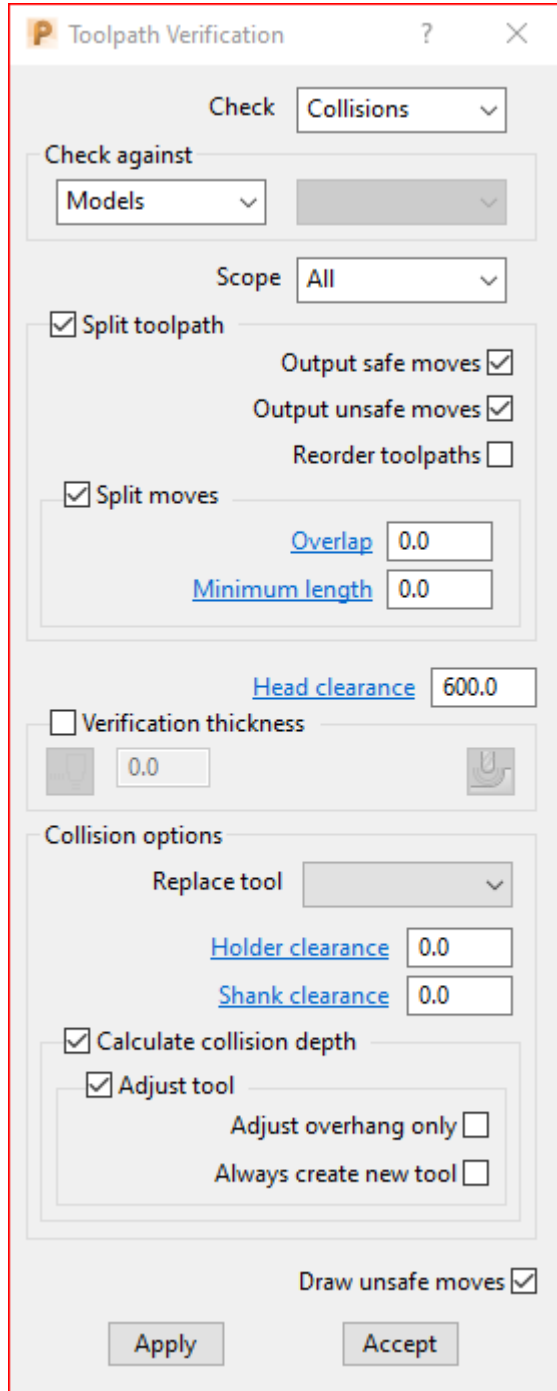 P Toolpath Verification ? ×
Check Collisions
Check against
Models
Scope All
Split toolpath
Output safe moves
Output unsafe moves
Reorder toolpaths
Split moves
Overlap 0.0
Minimum length 0.0
Head clearance 600.0
Verification thickness
0.0
Collision options
Replace tool
Holder clearance 0.0
Shank clearance 0.0
Calculate collision depth
Adjust tool
Adjust overhang only
Always create new tool
Draw unsafe moves
Apply Accept